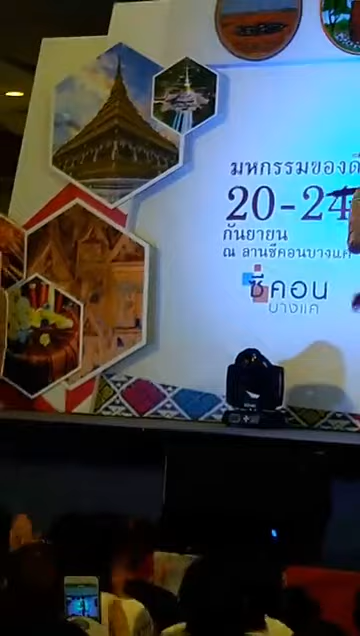 มหกรรมของดี
20-24
กันยายน
ณ ลานซีคอนบางแค
ซีคอน
บางแค